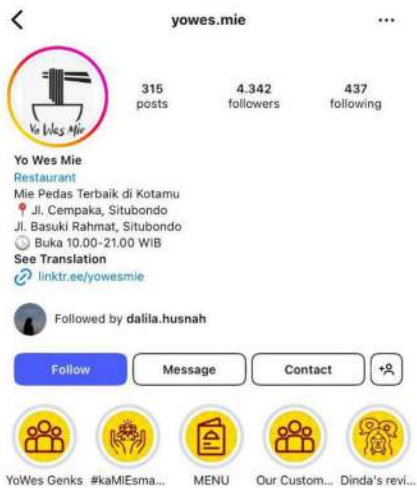 yowes.mie
Yo Wes Mie
315 4.342 437
posts followers following
Yo Wes Mie
Restaurant
Mie Pedas Terbaik di Kotamu
Jl. Cempaka, Situbondo
Jl. Basuki Rahmat, Situbondo
Buka 10.00-21.00 WIB
See Translation
linktr.ee/yowesmie
Followed by dalila.husnah
Follow Message Contact
YoWes Genks #kaMIEsma... MENU Our Custom... Dinda's revi...